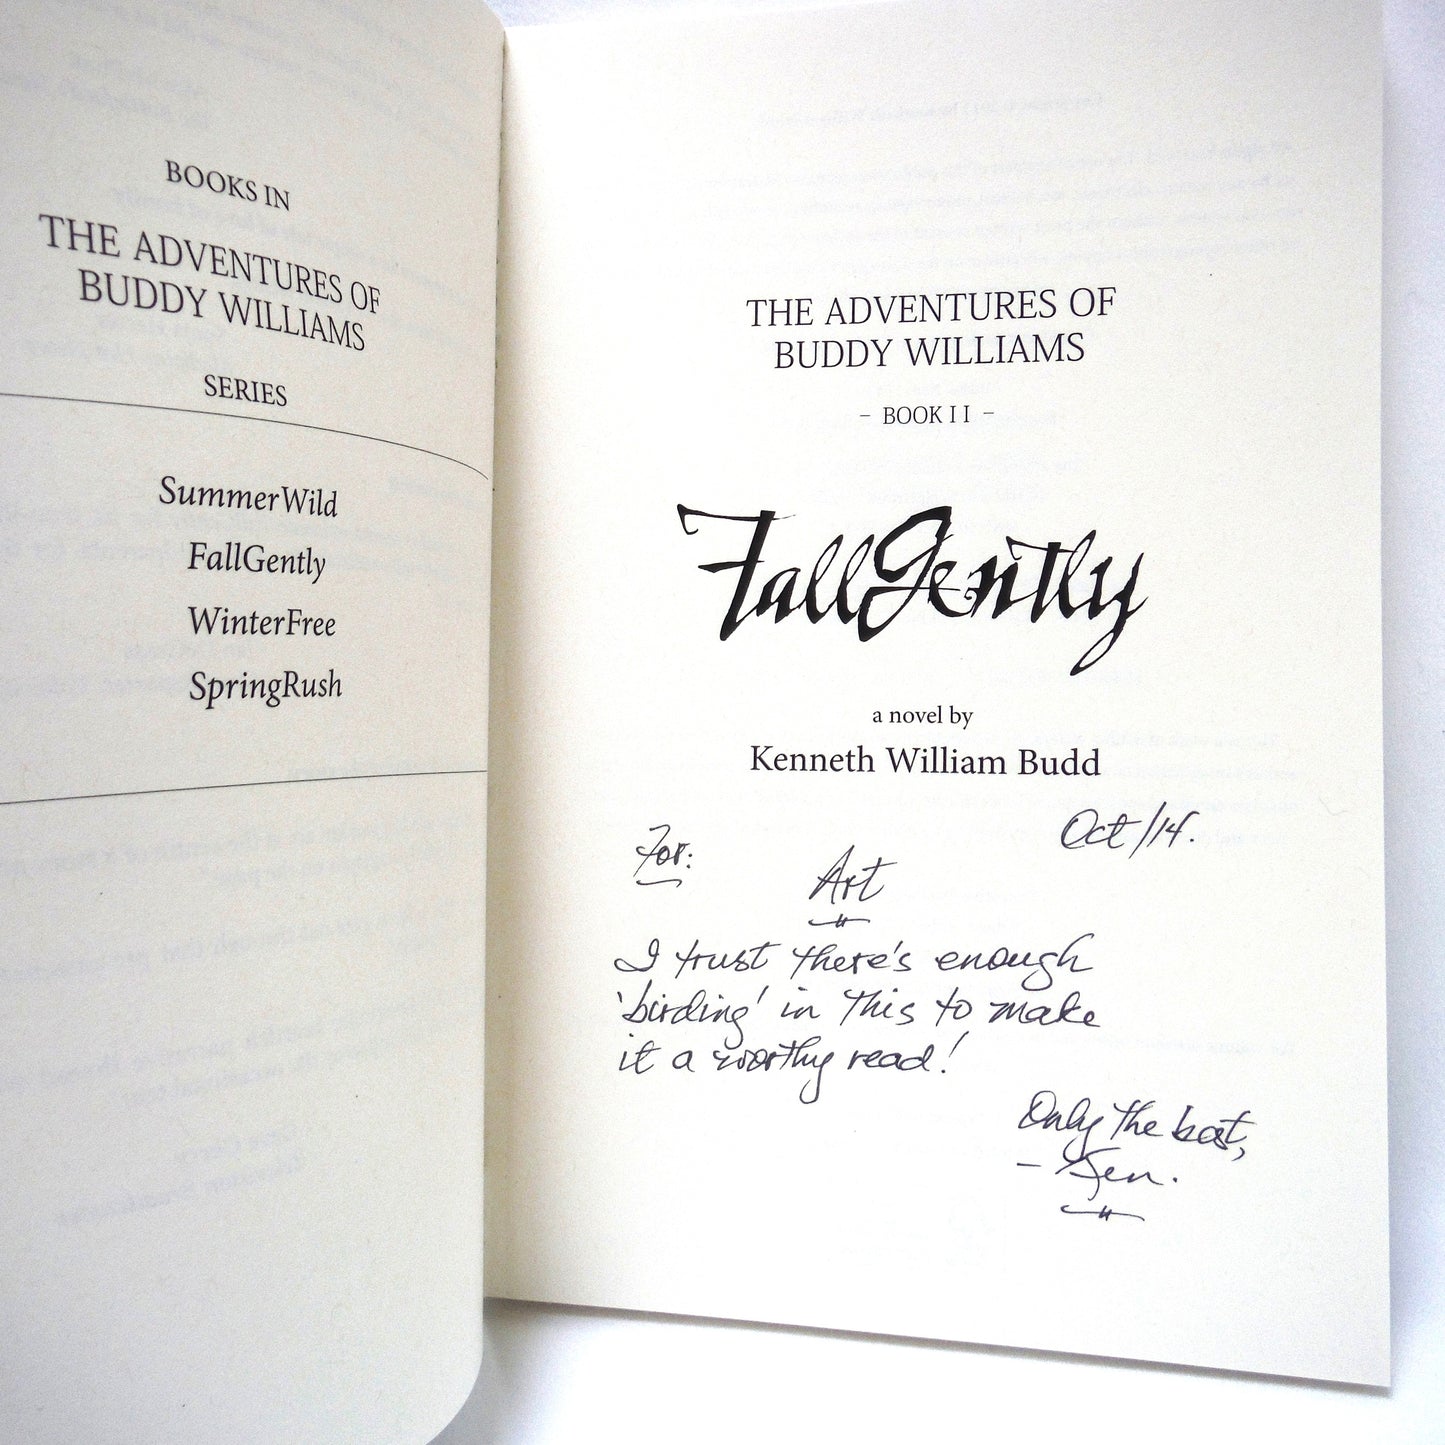 BOOKS IN
THE ADVENTURES OF
BUDDY WILLIAMS
SERIES
SummerWild
FallGently
WinterFree
SpringRush
THE ADVENTURES OF
BUDDY WILLIAMS
– BOOK II –
FallGently
a novel by
Kenneth William Budd
Oct/14.
For:
Art
I trust there's enough
'birding' in this to make
it a worthy read!
Only the best,
– Ken.